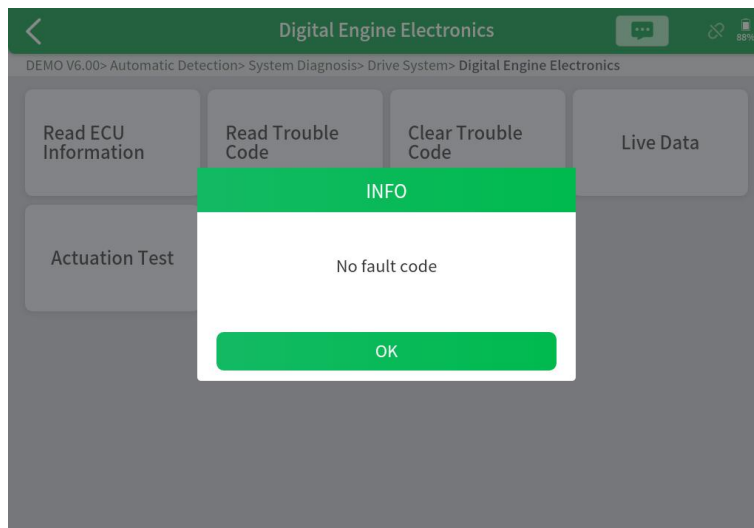 Digital Engine Electronics
88%
DEMO V6.00> Automatic Detection> System Diagnosis> Drive System> Digital Engine Electronics
Read ECU
Information
Read Trouble
Code
Clear Trouble
Code
Live Data
INFO
Actuation Test
No fault code
OK